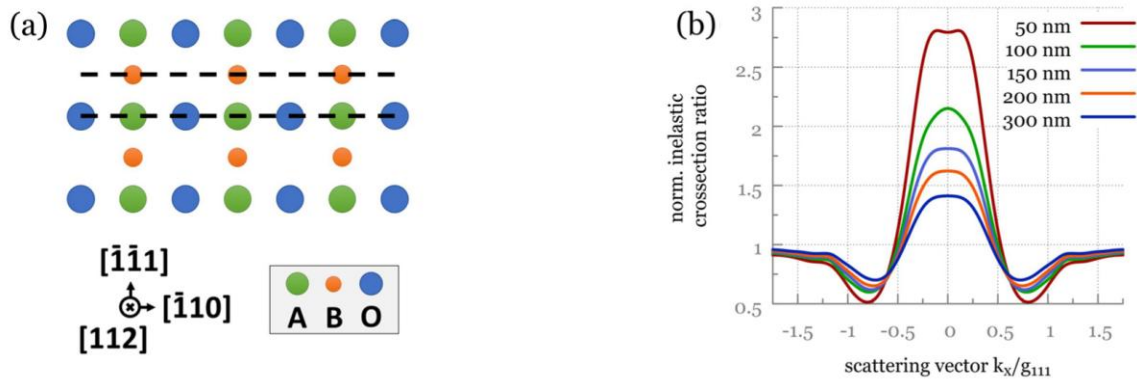 (a)
[1̄1̄1]
[1̄10]
[112]
A B O
(b)
norm. inelastic
crossection ratio
3
2.5
2
1.5
1
0.5
50 nm
100 nm
150 nm
200 nm
300 nm
-1.5 -1 -0.5 0 0.5 1 1.5
scattering vector kₓ/g₁₁₁